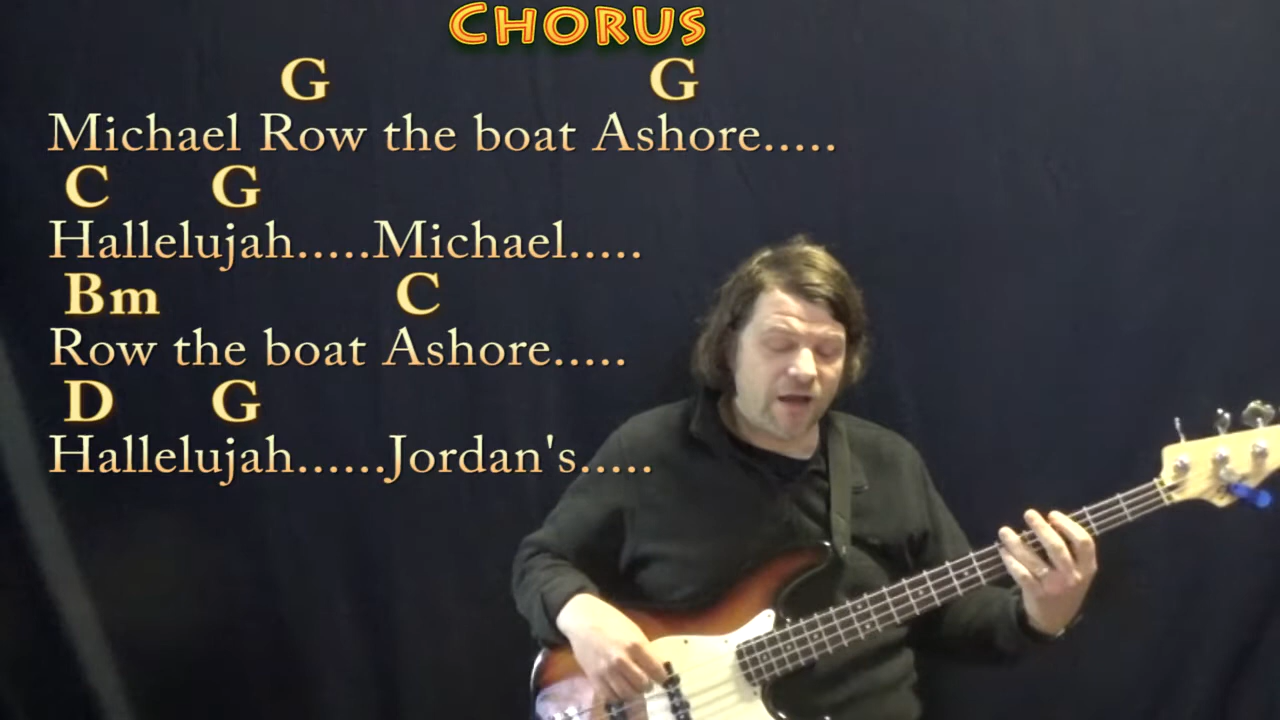 CHORUS
G G
Michael Row the boat Ashore.....
C G
Hallelujah.....Michael.....
Bm C
Row the boat Ashore.....
D G
Hallelujah......Jordan's.....